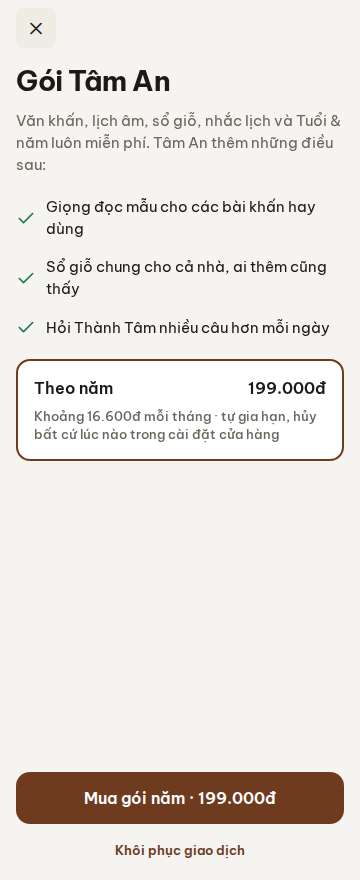 Gói Tâm An
Văn khấn, lịch âm, sổ giỗ, nhắc lịch và Tuổi &
năm luôn miễn phí. Tâm An thêm những điều
sau:
Giọng đọc mẫu cho các bài khấn hay
dùng
Sổ giỗ chung cho cả nhà, ai thêm cũng
thấy
Hỏi Thành Tâm nhiều câu hơn mỗi ngày
Theo năm 199.000đ
Khoảng 16.600đ mỗi tháng · tự gia hạn, hủy
bất cứ lúc nào trong cài đặt cửa hàng
Mua gói năm · 199.000đ
Khôi phục giao dịch